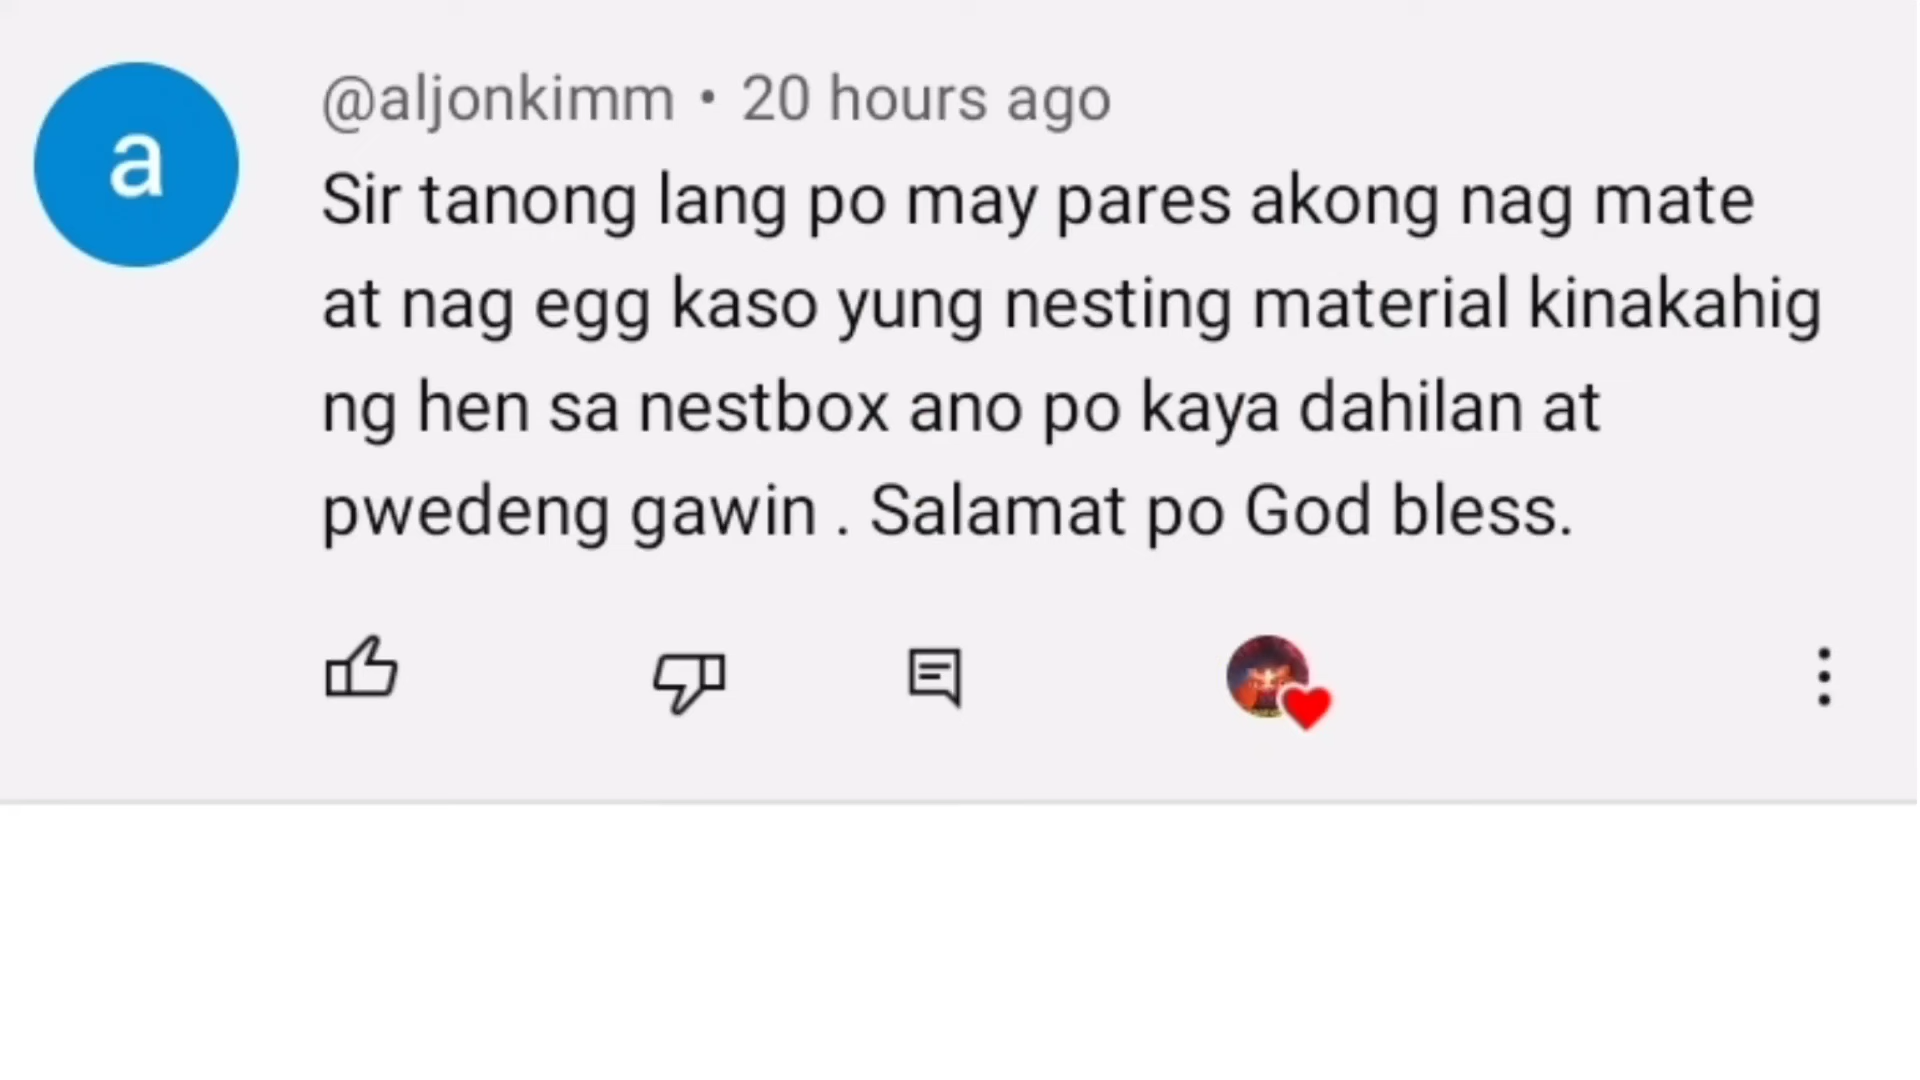 a
@aljonkimm • 20 hours ago
Sir tanong lang po may pares akong nag mate
at nag egg kaso yung nesting material kinakahig
ng hen sa nestbox ano po kaya dahilan at
pwedeng gawin . Salamat po God bless.